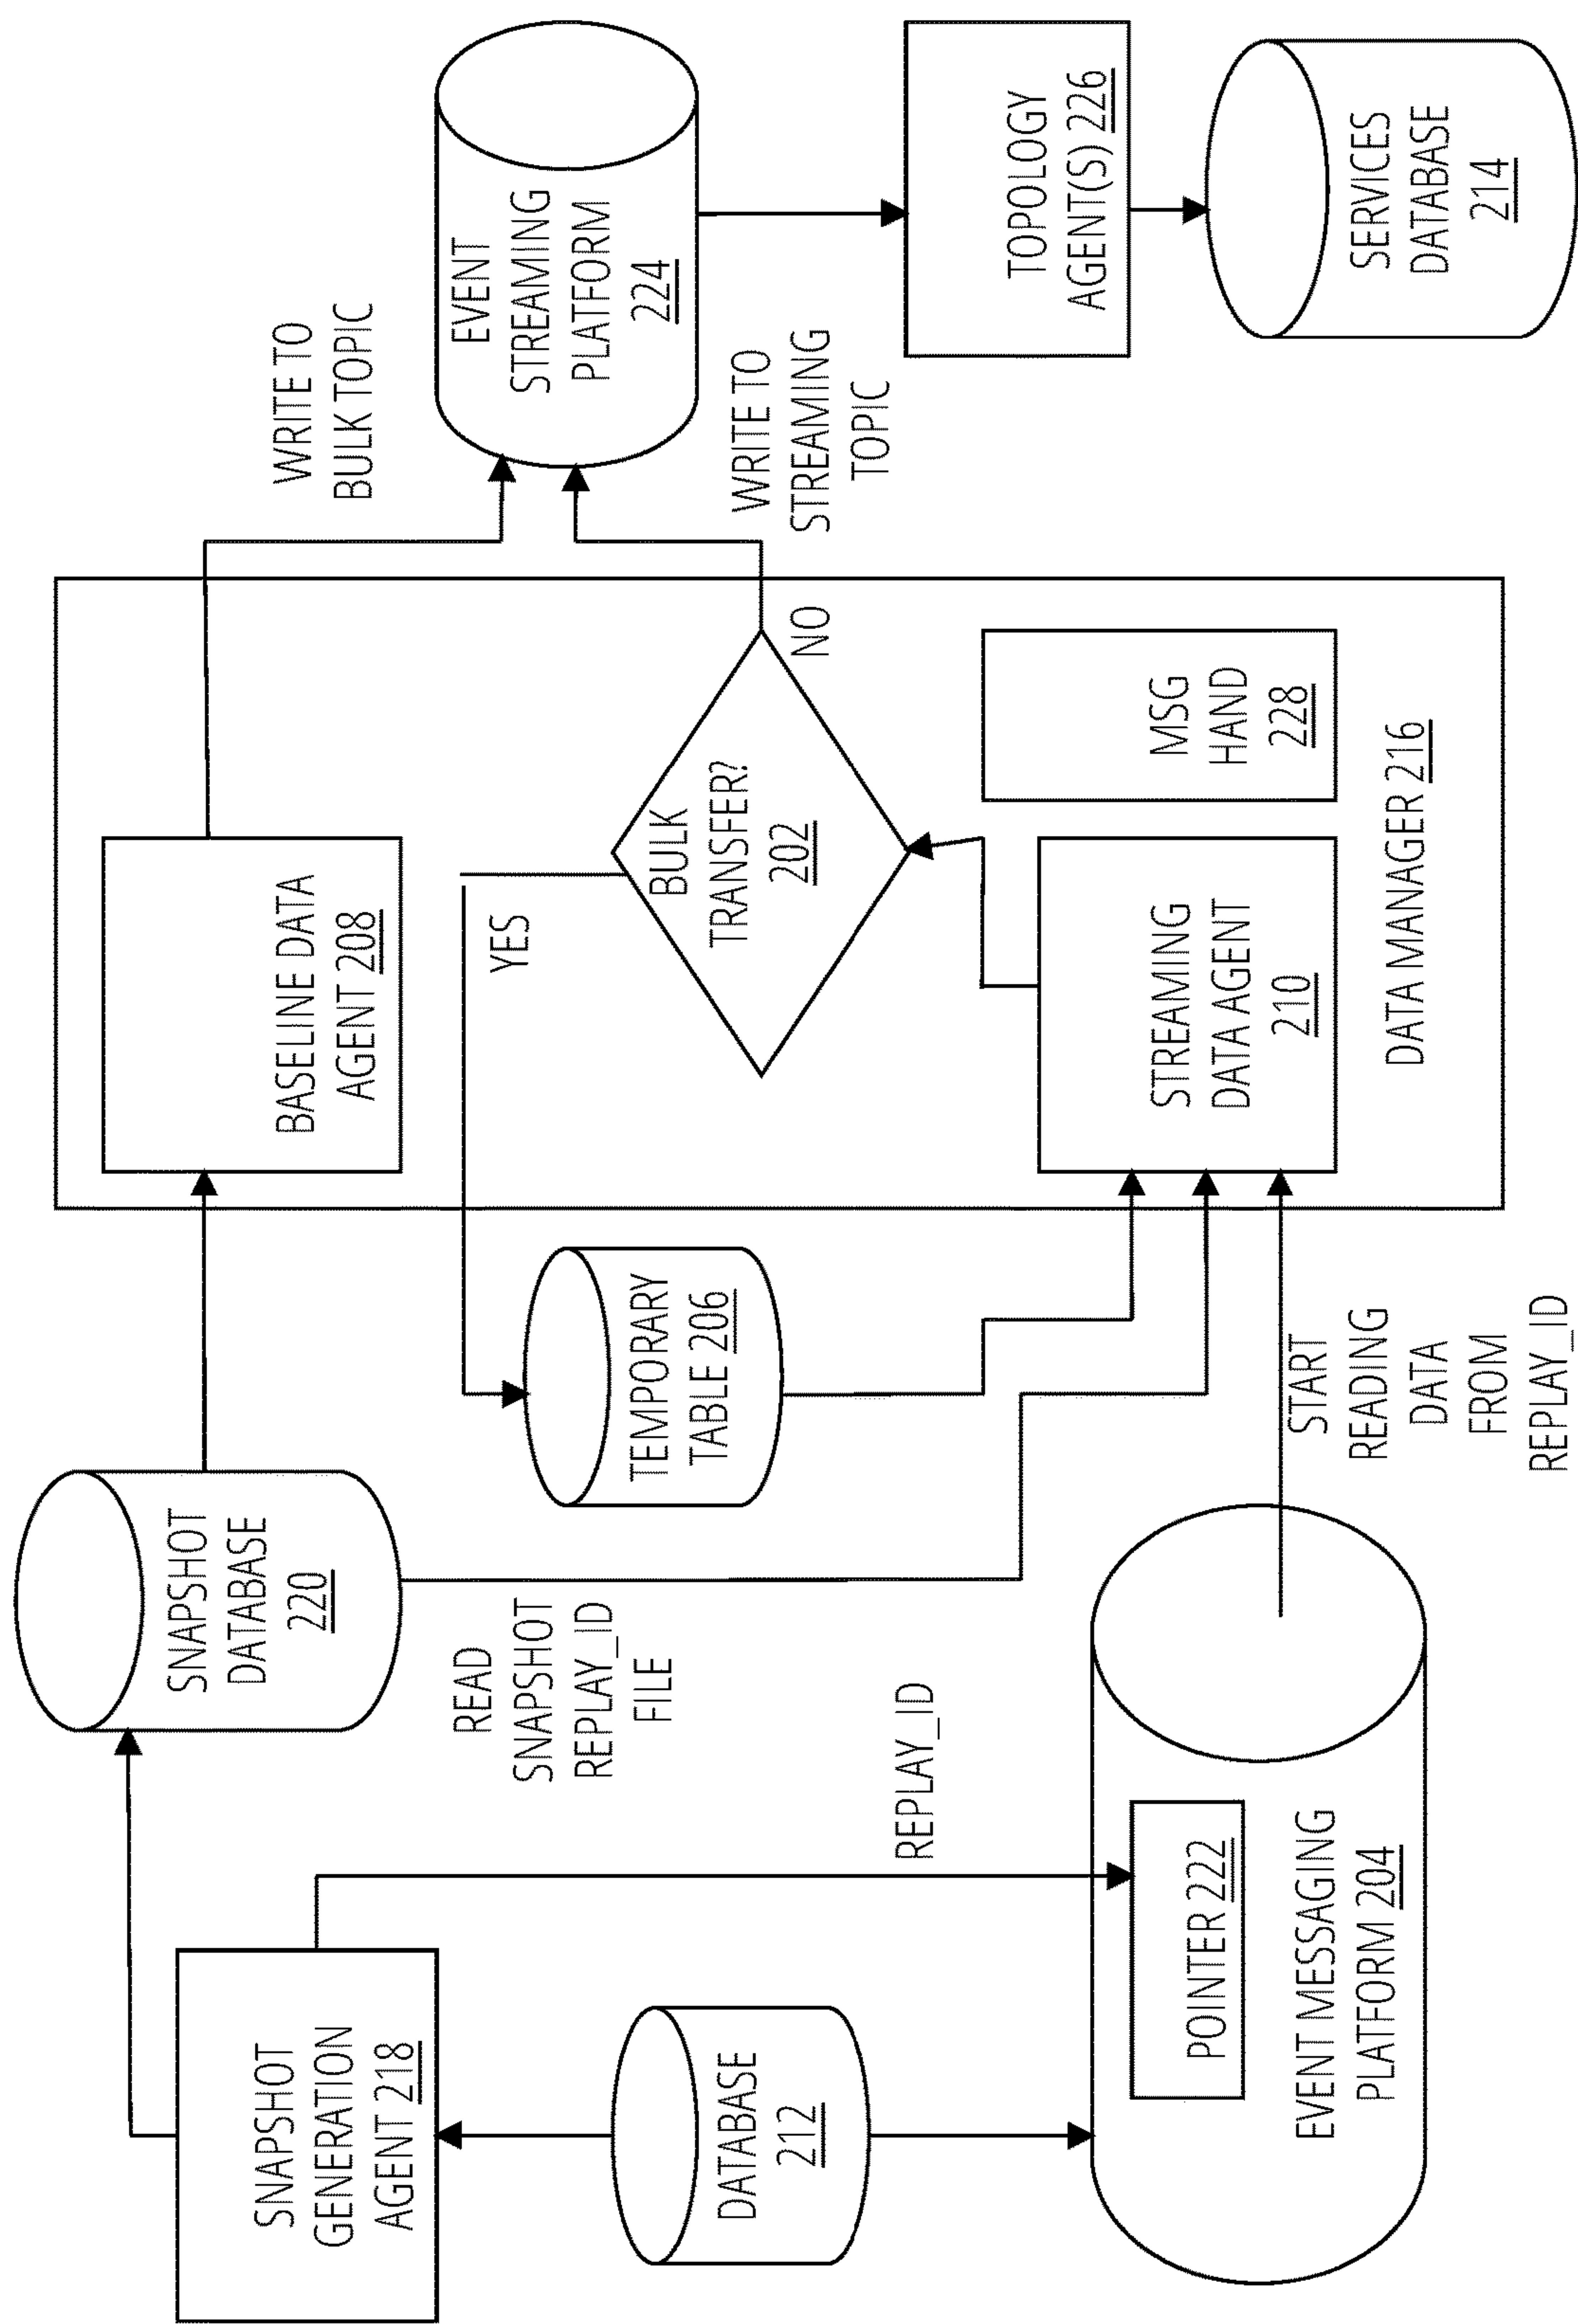 SNAPSHOT
GENERATION
AGENT 218
DATABASE
212
POINTER 222
EVENT MESSAGING
PLATFORM 204
REPLAY_ID
SNAPSHOT
DATABASE
220
READ
SNAPSHOT
REPLAY_ID
FILE
TEMPORARY
TABLE 206
START
READING
DATA
FROM
REPLAY_ID
BASELINE DATA
AGENT 208
YES
BULK
TRANSFER?
202
NO
STREAMING
DATA AGENT
210
MSG
HAND
228
DATA MANAGER 216
WRITE TO
BULK TOPIC
EVENT
STREAMING
PLATFORM
224
WRITE TO
STREAMING
TOPIC
TOPOLOGY
AGENT(S) 226
SERVICES
DATABASE
214